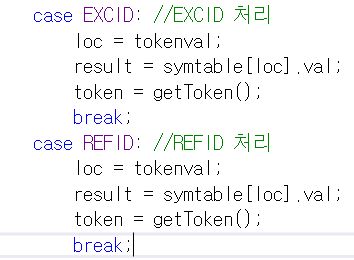 case EXCID: //EXCID 처리
loc = tokenval;
result = symtable[loc].val;
token = getToken();
break;
case REFID: //REFID 처리
loc = tokenval;
result = symtable[loc].val;
token = getToken();
break;